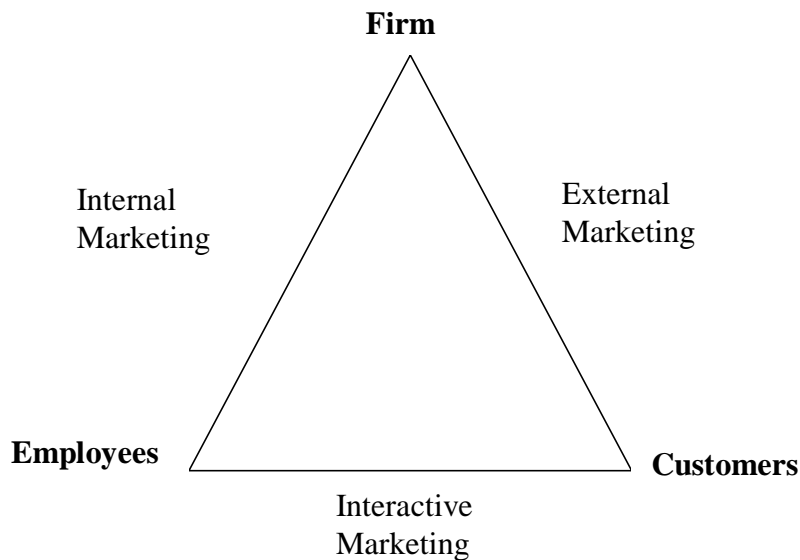 Firm
Internal
Marketing
External
Marketing
Employees
Customers
Interactive
Marketing